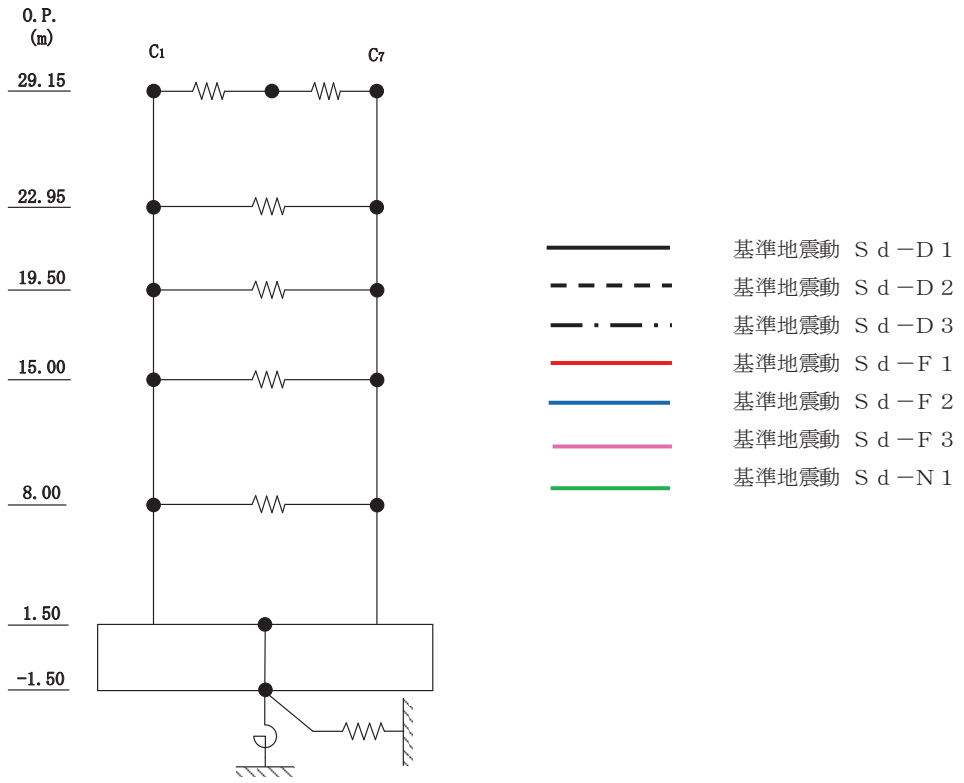 O.P.
(m)
C1
C7
29.15
22.95
19.50
15.00
8.00
1.50
-1.50
基準地震動 Ｓｄ－Ｄ１
基準地震動 Ｓｄ－Ｄ２
基準地震動 Ｓｄ－Ｄ３
基準地震動 Ｓｄ－Ｆ１
基準地震動 Ｓｄ－Ｆ２
基準地震動 Ｓｄ－Ｆ３
基準地震動 Ｓｄ－Ｎ１